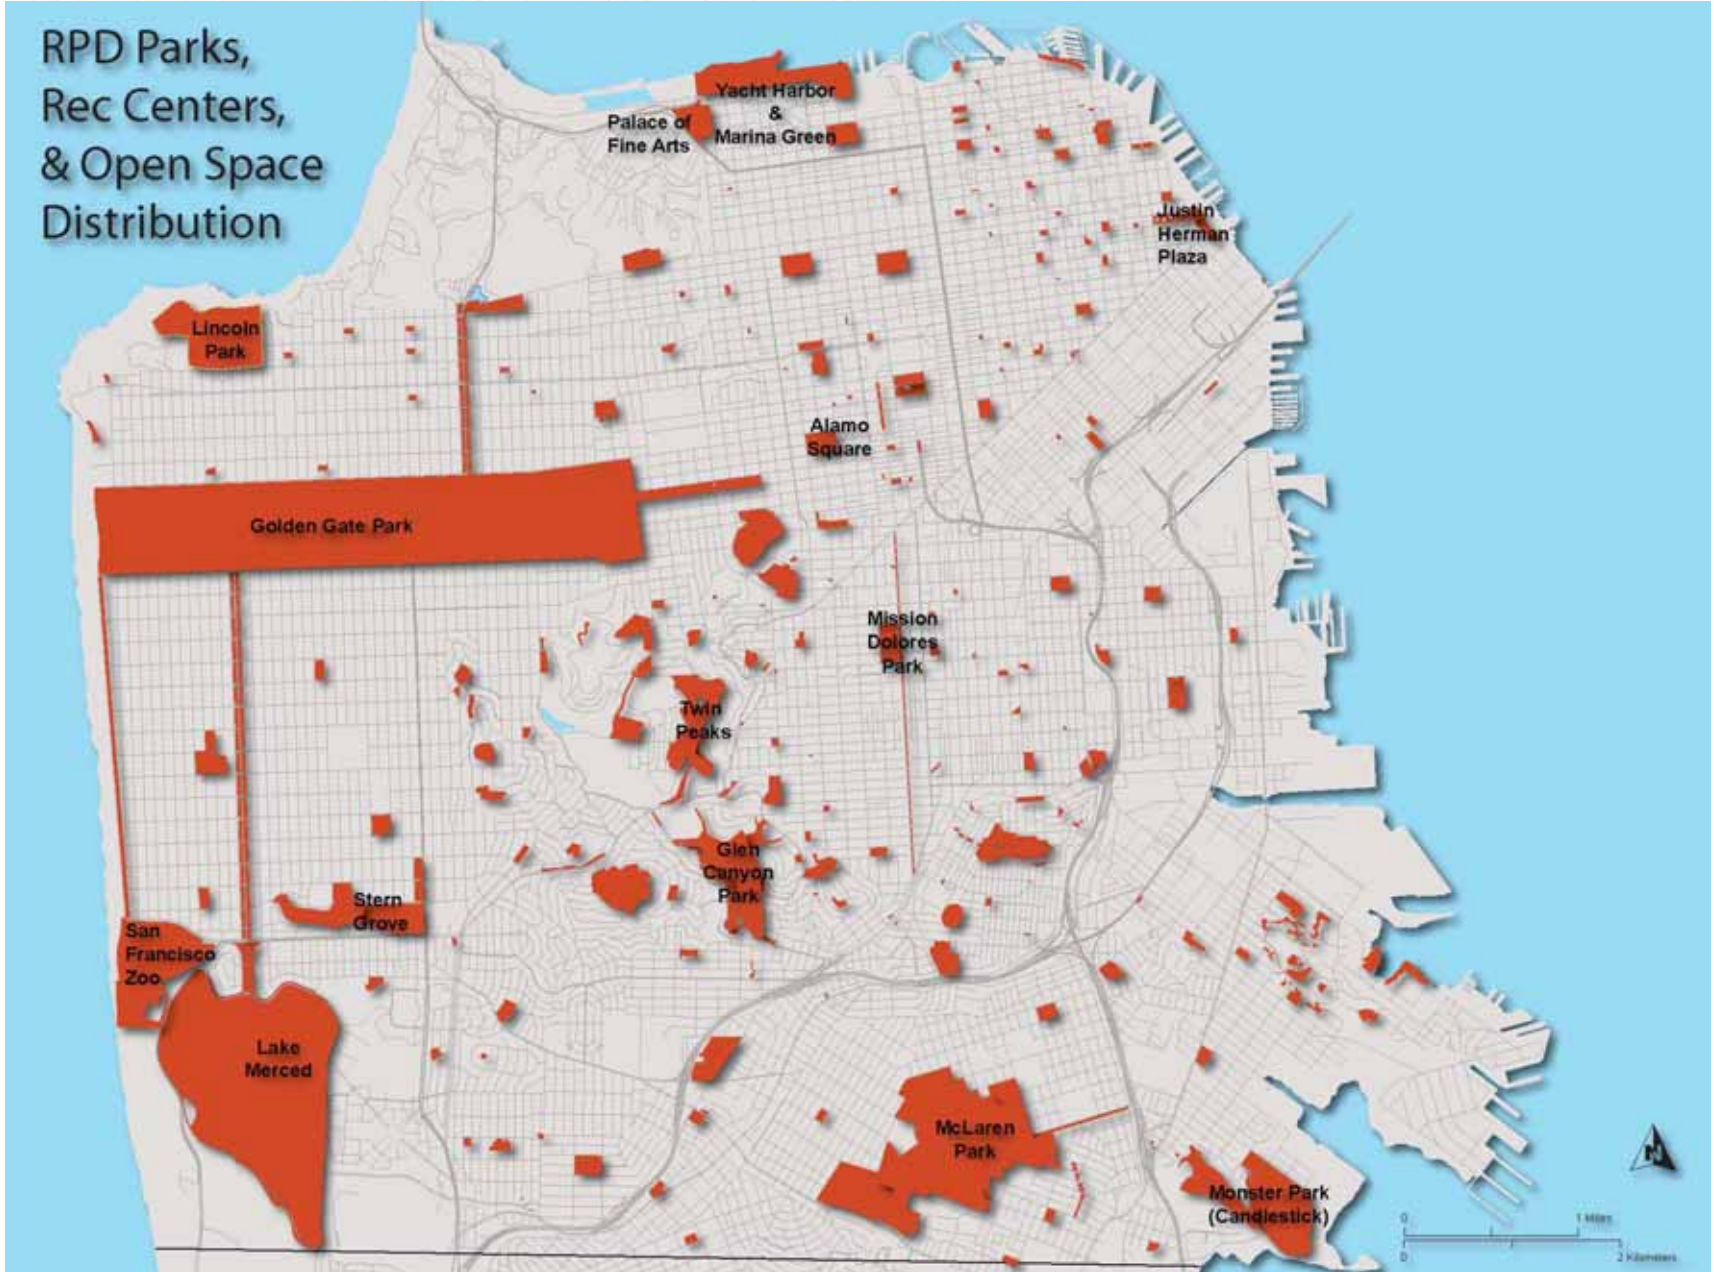 RPD Parks,
Rec Centers,
& Open Space
Distribution
Yacht Harbor
&
Marina Green
Palace of
Fine Arts
Justin
Herman
Plaza
Lincoln
Park
Alamo
Square
Golden Gate Park
Mission
Dolores
Park
Twin
Peaks
Glen
Canyon
Park
Stern
Grove
San
Francisco
Zoo
Lake
Merced
McLaren
Park
Monster Park
(Candlestick)
N
0 1 Miles
0 2 Kilometers